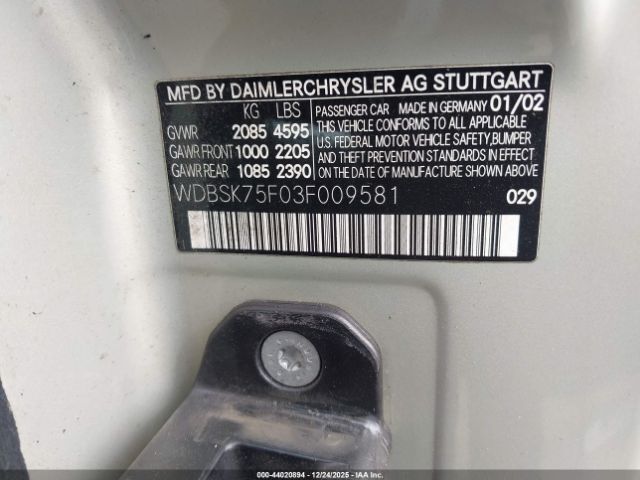 MFD BY DAIMLERCHRYSLER AG STUTTGART
KG LBS
GVWR 2085 4595
GAWR FRONT 1000 2205
GAWR REAR 1085 2390
PASSENGER CAR MADE IN GERMANY 01/02
THIS VEHICLE CONFORMS TO ALL APPLICABLE
U.S. FEDERAL MOTOR VEHICLE SAFETY, BUMPER
AND THEFT PREVENTION STANDARDS IN EFFECT
ON THE DATE OF MANUFACTURE SHOWN ABOVE
WDBSK75F03F009581
029
000-44020894 • 12/24/2025 • IAA Inc.